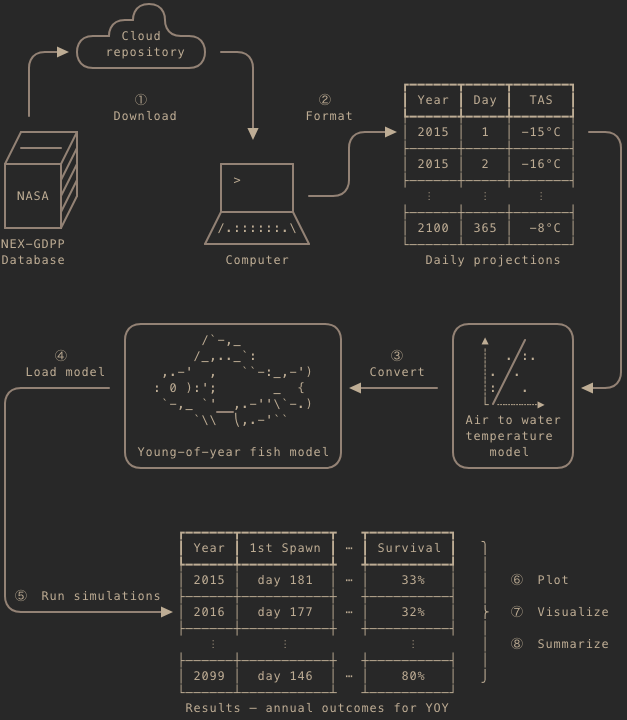 Cloud
repository
① Download
② Format
NASA
NEX-GDPP
Database
>
/.::::::.\
Computer
Year Day TAS
2015 1 −15°C
2015 2 −16°C
⋮ ⋮ ⋮
2100 365 −8°C
Daily projections
③ Convert
Air to water
temperature
model
④ Load model
Young-of-year fish model
⑤ Run simulations
Year 1st Spawn ⋯ Survival
2015 day 181 ⋯ 33%
2016 day 177 ⋯ 32%
⋮ ⋮ ⋮
2099 day 146 ⋯ 80%
Results — annual outcomes for YOY
⑥ Plot
⑦ Visualize
⑧ Summarize